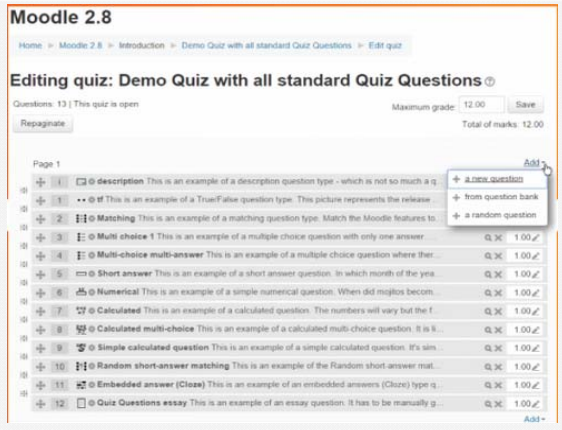 Moodle 2.8
Home ▶ Moodle 2.8 ▶ Introduction ▶ Demo Quiz with all standard Quiz Questions ▶ Edit quiz
Editing quiz: Demo Quiz with all standard Quiz Questions
Questions: 13 | This quiz is open
Maximum grade: 12.00 Save
Repaginate
Total of marks: 12.00
Page 1
Add
a new question
from question bank
a random question
i description This is an example of a description question type - which is not so much a q...
1 tf This is an example of a True/False question type. This picture represents the release...
2 Matching This is an example of a matching question type. Match the Moodle features to...
3 Multi choice 1 This is an example of a multiple choice question with only one answer. ... 1.00
4 Multi-choice multi-answer This is an example of a multiple choice question where ther... 1.00
5 Short answer This is an example of a short answer question. In which month of the yea... 1.00
6 Numerical This is an example of a simple numerical question. When did mojitos becom... 1.00
7 Calculated This is an example of a calculated question. The numbers will vary but the f... 1.00
8 Calculated multi-choice This is an example of a calculated multi-choice question. It is li... 1.00
9 Simple calculated question This is an example of a simple calculated question. It's sim... 1.00
10 Random short-answer matching This is an example of the Random short-answer mat... 1.00
11 Embedded answer (Cloze) This is an example of an embedded answers (Cloze) type q... 1.00
12 Quiz Questions essay This is an example of an essay question. It has to be manually g... 1.00
Add